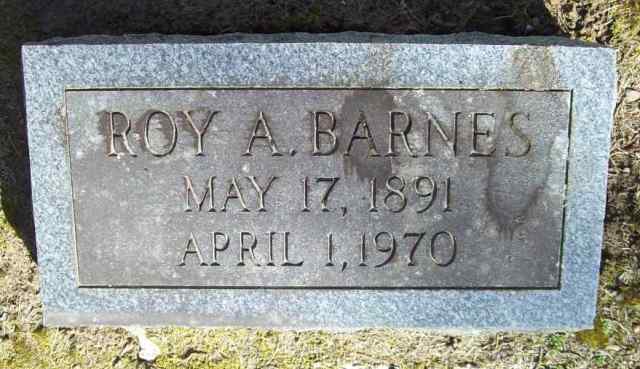 ROY A. BARNES
MAY 17, 1891
APRIL 1, 1970